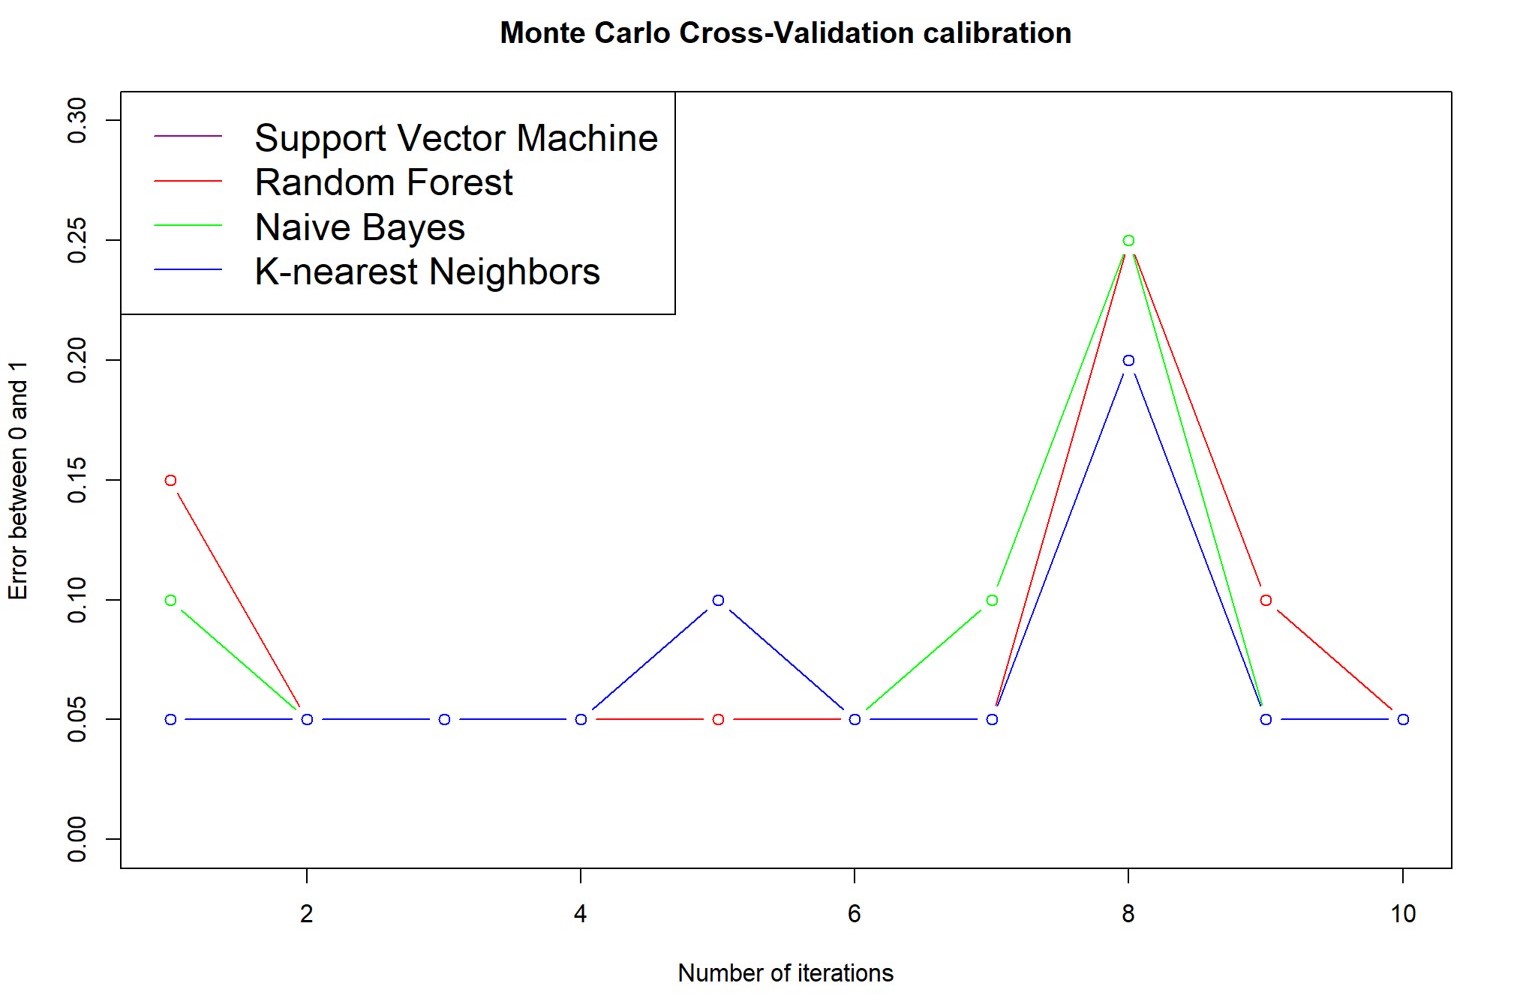 Monte Carlo Cross-Validation calibration
Support Vector Machine
Random Forest
Naive Bayes
K-nearest Neighbors
0.30
0.25
0.20
0.15
0.10
0.05
0.00
Error between 0 and 1
2 4 6 8 10
Number of iterations